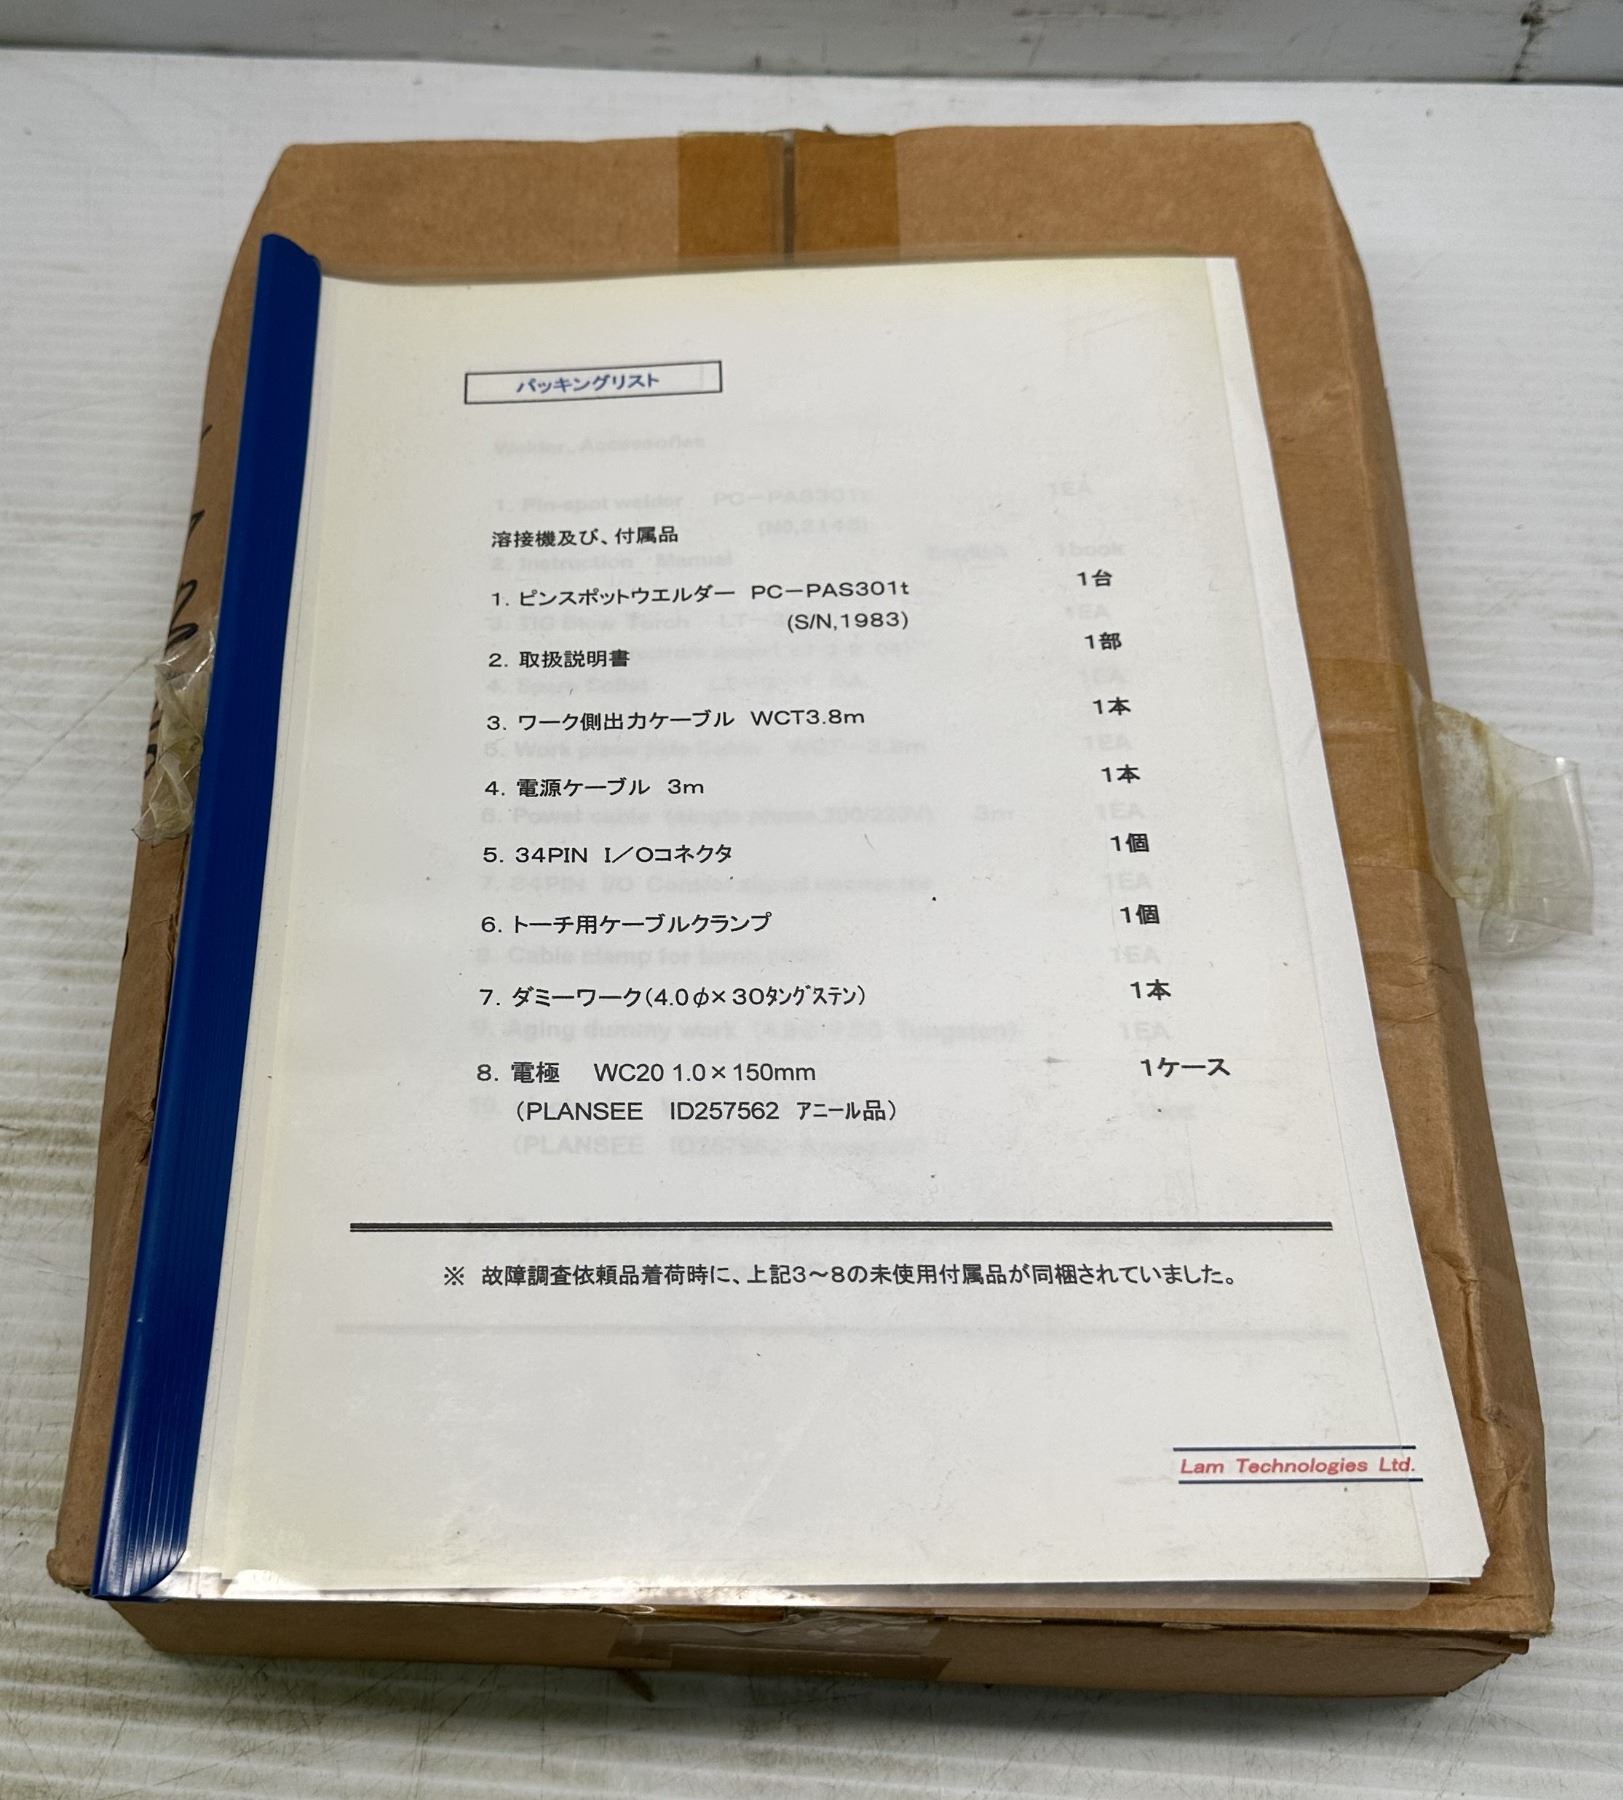 パッキングリスト
溶接機及び、付属品
1. ピンスポットウエルダー PC－PAS301t 1台
(S/N,1983)
2. 取扱説明書 1部
3. ワーク側出力ケーブル WCT3.8m 1本
4. 電源ケーブル 3m 1本
5. 34PIN I／Oコネクタ 1個
6. トーチ用ケーブルクランプ 1個
7. ダミーワーク(4.0φ×30ﾀﾝｸﾞｽﾃﾝ) 1本
8. 電極 WC20 1.0×150mm 1ケース
（PLANSEE ID257562 ｱﾆｰﾙ品）
※ 故障調査依頼品着荷時に、上記3～8の未使用付属品が同梱されていました。
Lam Technologies Ltd.